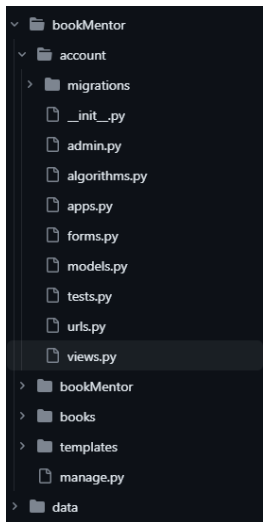 bookMentor
account
migrations
__init__.py
admin.py
algorithms.py
apps.py
forms.py
models.py
tests.py
urls.py
views.py
bookMentor
books
templates
manage.py
data